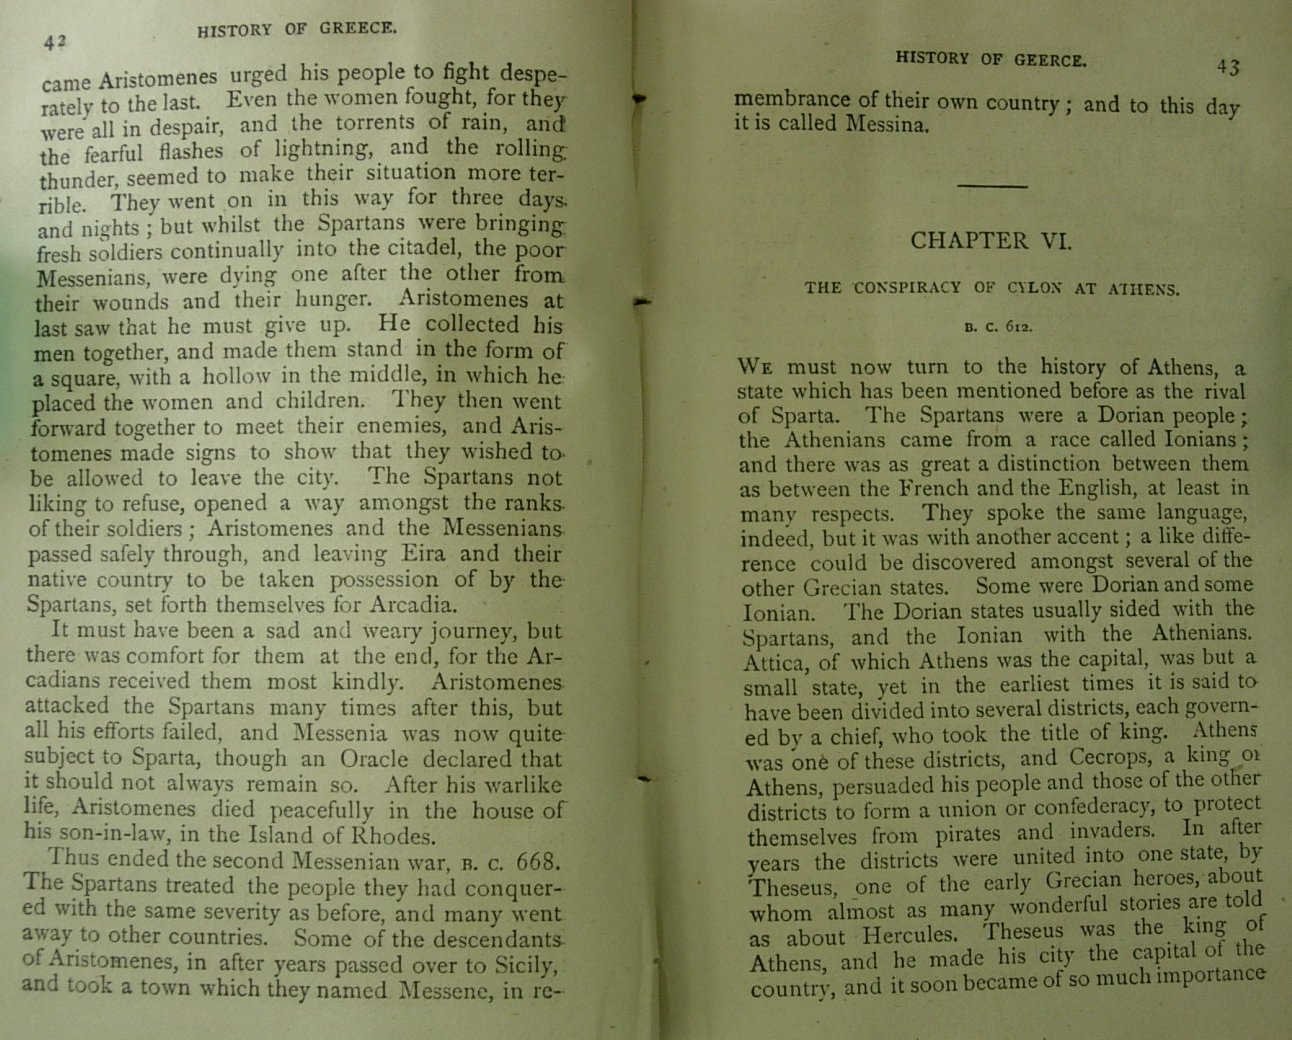 42
HISTORY OF GREECE.
came Aristomenes urged his people to fight despe-
rately to the last. Even the women fought, for they
were all in despair, and the torrents of rain, and
the fearful flashes of lightning, and the rolling
thunder, seemed to make their situation more ter-
rible. They went on in this way for three days
and nights ; but whilst the Spartans were bringing
fresh soldiers continually into the citadel, the poor
Messenians, were dying one after the other from
their wounds and their hunger. Aristomenes at
last saw that he must give up. He collected his
men together, and made them stand in the form of
a square, with a hollow in the middle, in which he
placed the women and children. They then went
forward together to meet their enemies, and Aris-
tomenes made signs to show that they wished to
be allowed to leave the city. The Spartans not
liking to refuse, opened a way amongst the ranks
of their soldiers ; Aristomenes and the Messenians
passed safely through, and leaving Eira and their
native country to be taken possession of by the
Spartans, set forth themselves for Arcadia.
It must have been a sad and weary journey, but
there was comfort for them at the end, for the Ar-
cadians received them most kindly. Aristomenes
attacked the Spartans many times after this, but
all his efforts failed, and Messenia was now quite
subject to Sparta, though an Oracle declared that
it should not always remain so. After his warlike
life, Aristomenes died peacefully in the house of
his son-in-law, in the Island of Rhodes.
Thus ended the second Messenian war, B. C. 668.
The Spartans treated the people they had conquer-
ed with the same severity as before, and many went
away to other countries. Some of the descendants
of Aristomenes, in after years passed over to Sicily,
and took a town which they named Messene, in re-
HISTORY OF GEERCE.
43
membrance of their own country ; and to this day
it is called Messina.
CHAPTER VI.
THE CONSPIRACY OF CYLON AT ATHENS.
B. C. 612.
WE must now turn to the history of Athens, a
state which has been mentioned before as the rival
of Sparta. The Spartans were a Dorian people ;
the Athenians came from a race called Ionians ;
and there was as great a distinction between them
as between the French and the English, at least in
many respects. They spoke the same language,
indeed, but it was with another accent ; a like diffe-
rence could be discovered amongst several of the
other Grecian states. Some were Dorian and some
Ionian. The Dorian states usually sided with the
Spartans, and the Ionian with the Athenians.
Attica, of which Athens was the capital, was but a
small state, yet in the earliest times it is said to
have been divided into several districts, each govern-
ed by a chief, who took the title of king. Athens
was one of these districts, and Cecrops, a king of
Athens, persuaded his people and those of the other
districts to form a union or confederacy, to protect
themselves from pirates and invaders. In after
years the districts were united into one state, by
Theseus, one of the early Grecian heroes, about
whom almost as many wonderful stories are told
as about Hercules. Theseus was the king of
Athens, and he made his city the capital of the
country, and it soon became of so much importance